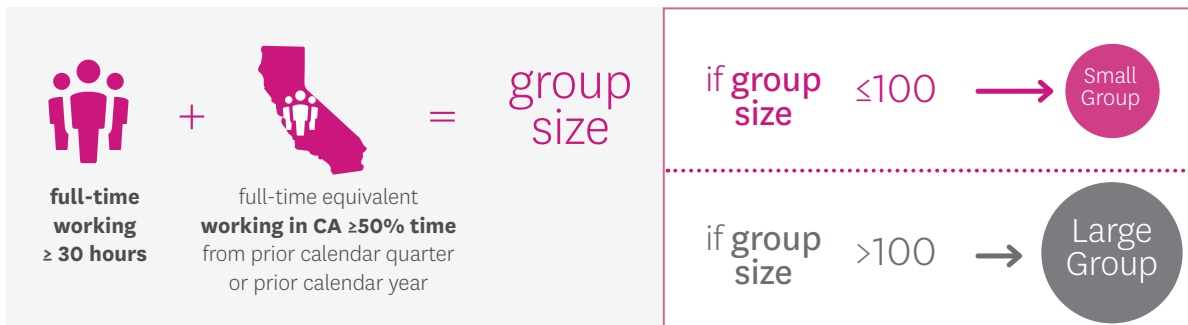 +
=
group
size
full-time
working
≥ 30 hours
full-time equivalent
working in CA ≥50% time
from prior calendar quarter
or prior calendar year
if group
size
≤100
Small
Group
if group
size
>100
Large
Group